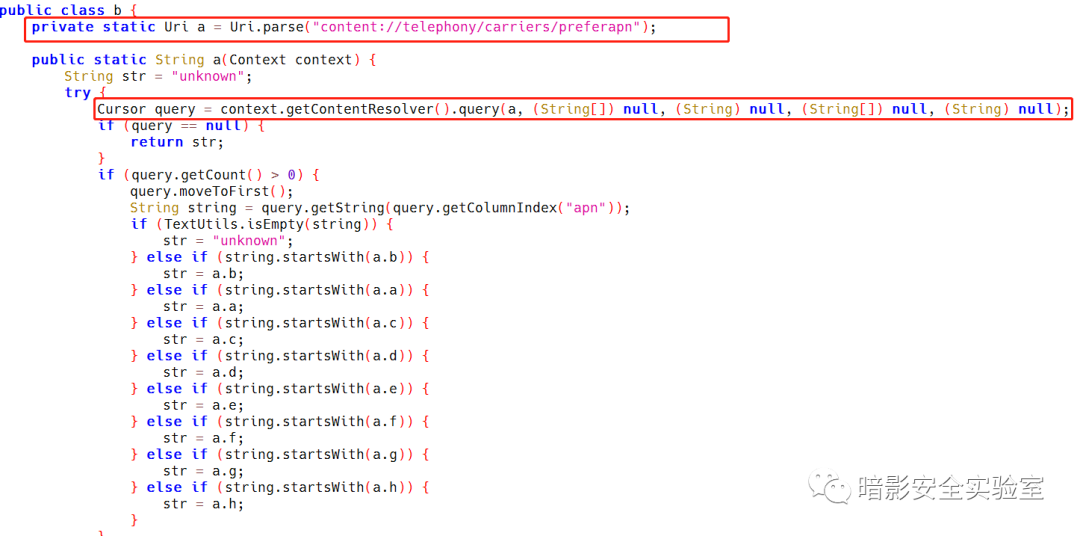 public class b {
    private static Uri a = Uri.parse("content://telephony/carriers/preferapn");
    public static String a(Context context) {
        String str = "unknown";
        try {
            Cursor query = context.getContentResolver().query(a, (String[]) null, (String) null, (String[]) null, (String) null);
            if (query == null) {
                return str;
            }
            if (query.getCount() > 0) {
                query.moveToFirst();
                String string = query.getString(query.getColumnIndex("apn"));
                if (TextUtils.isEmpty(string)) {
                    str = "unknown";
                } else if (string.startsWith(a.b)) {
                    str = a.b;
                } else if (string.startsWith(a.a)) {
                    str = a.a;
                } else if (string.startsWith(a.c)) {
                    str = a.c;
                } else if (string.startsWith(a.d)) {
                    str = a.d;
                } else if (string.startsWith(a.e)) {
                    str = a.e;
                } else if (string.startsWith(a.f)) {
                    str = a.f;
                } else if (string.startsWith(a.g)) {
                    str = a.g;
                } else if (string.startsWith(a.h)) {
                    str = a.h;
                }
            }
暗影安全实验室